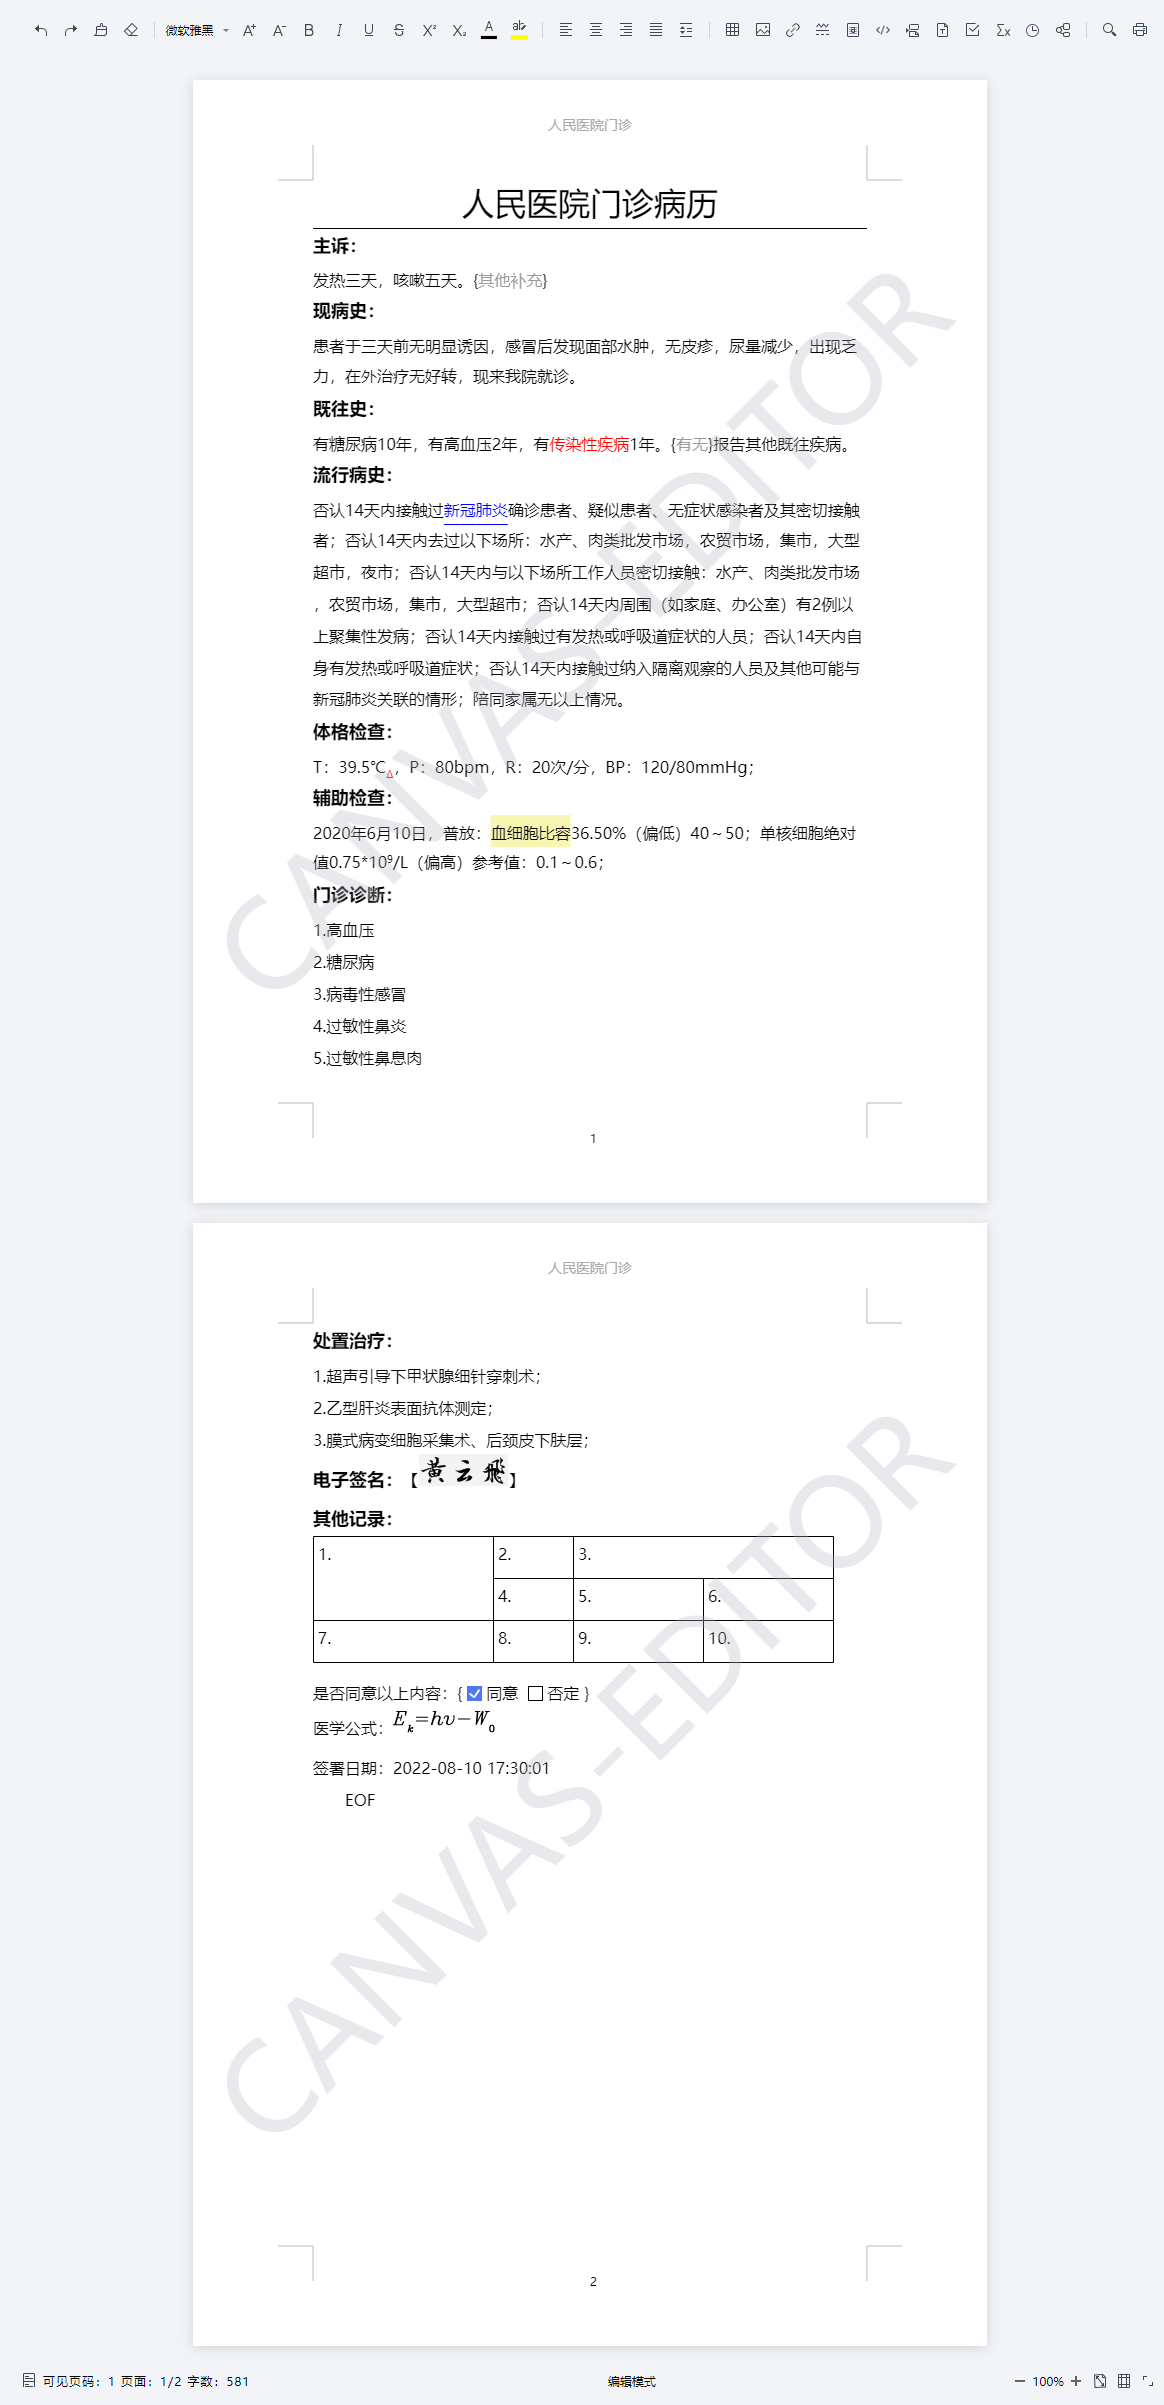 微软雅黑
人民医院门诊
人民医院门诊病历
主诉：
发热三天，咳嗽五天。{其他补充}
现病史：
患者于三天前无明显诱因，感冒后发现面部水肿，无皮疹，尿量减少，出现乏
力，在外治疗无好转，现来我院就诊。
既往史：
有糖尿病10年，有高血压2年，有传染性疾病1年。{有无}报告其他既往疾病。
流行病史：
否认14天内接触过新冠肺炎确诊患者、疑似患者、无症状感染者及其密切接触
者；否认14天内去过以下场所：水产、肉类批发市场，农贸市场，集市，大型
超市，夜市；否认14天内与以下场所工作人员密切接触：水产、肉类批发市场
，农贸市场，集市，大型超市；否认14天内周围（如家庭、办公室）有2例以
上聚集性发病；否认14天内接触过有发热或呼吸道症状的人员；否认14天内自
身有发热或呼吸道症状；否认14天内接触过纳入隔离观察的人员及其他可能与
新冠肺炎关联的情形；陪同家属无以上情况。
体格检查：
T：39.5℃△，P：80bpm，R：20次/分，BP：120/80mmHg；
辅助检查：
2020年6月10日，普放：血细胞比容36.50%（偏低）40～50；单核细胞绝对
值0.75*10⁹/L（偏高）参考值：0.1～0.6；
门诊诊断：
1.高血压
2.糖尿病
3.病毒性感冒
4.过敏性鼻炎
5.过敏性鼻息肉
CANVAS-EDITOR
1
人民医院门诊
处置治疗：
1.超声引导下甲状腺细针穿刺术；
2.乙型肝炎表面抗体测定；
3.膜式病变细胞采集术、后颈皮下肤层；
电子签名：【黄云飛】
其他记录：
1. 2. 3.
4. 5. 6.
7. 8. 9. 10.
是否同意以上内容：{ ☑ 同意 ☐ 否定 }
医学公式：Eₖ=hυ−W₀
签署日期：2022-08-10 17:30:01
EOF
CANVAS-EDITOR
2
可见页码：1 页面：1/2 字数：581 编辑模式 100%